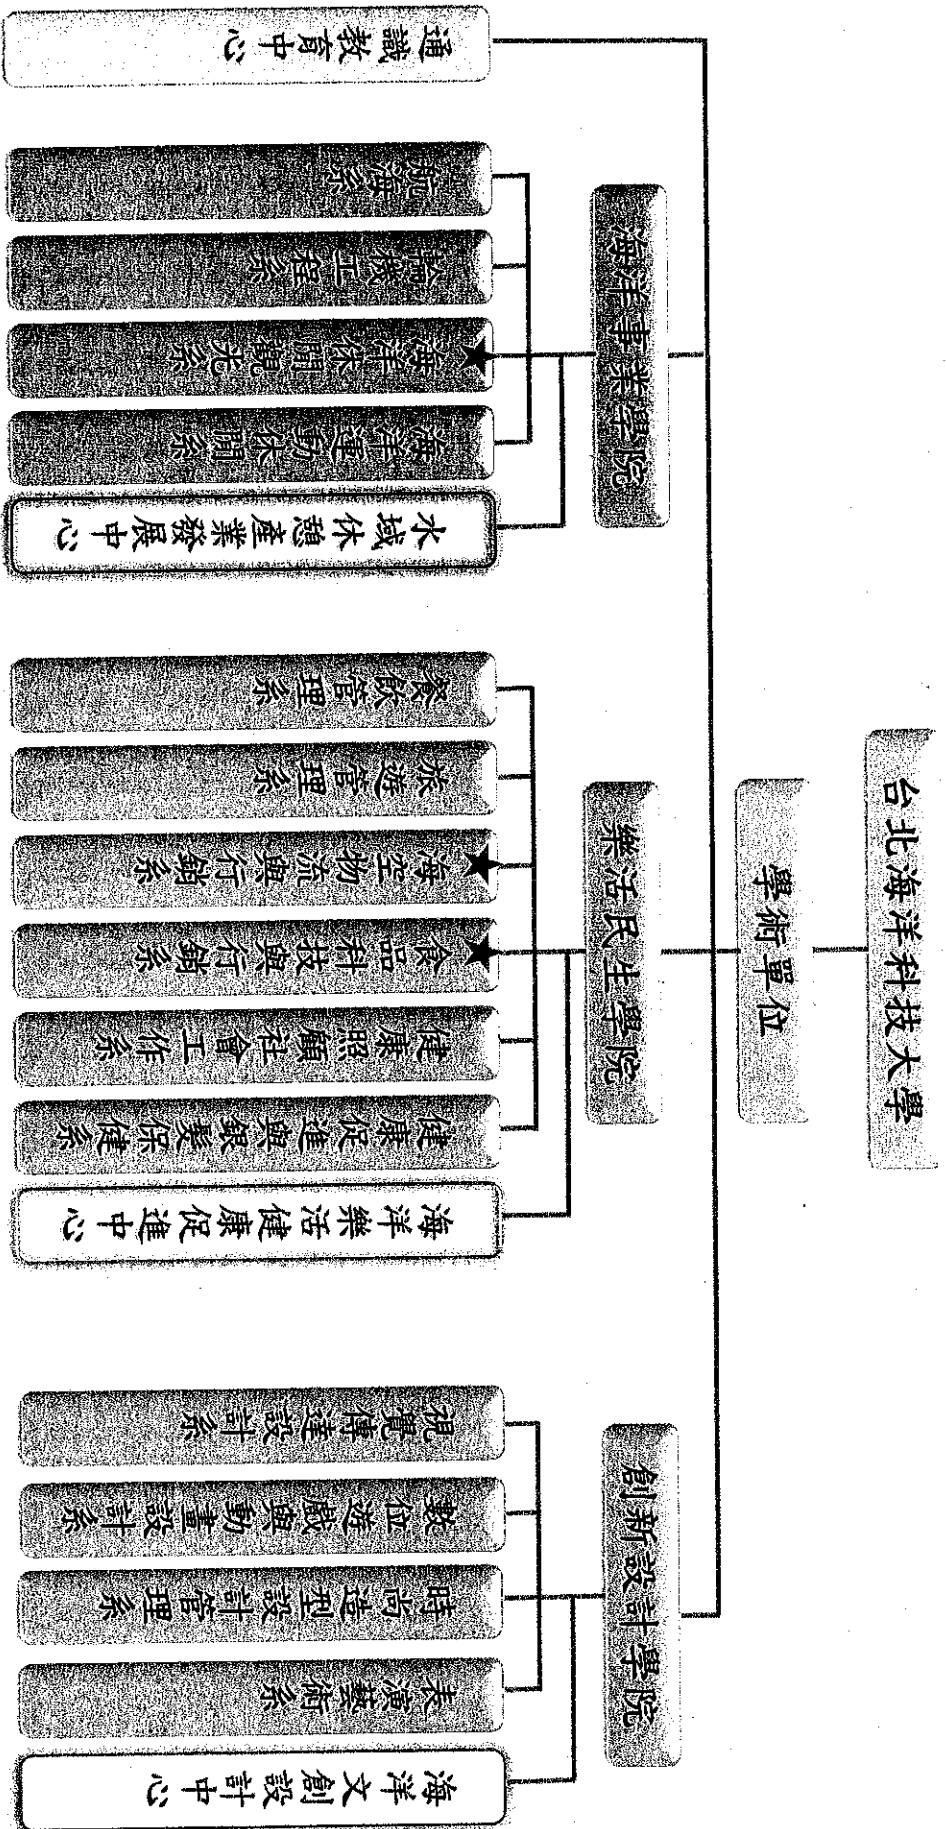 台北海洋科技大學
學術單位
通識教育中心
海洋事業學院
航海系
輪機工程系
★海洋休閒觀光系
海洋運動休閒系
水域休憩產業發展中心
樂活民生學院
餐飲管理系
旅遊管理系
★海空物流與行銷系
★食品科技與行銷系
健康照顧社會工作系
健康促進與銀髮保健系
海洋樂活健康促進中心
創新設計學院
視覺傳達設計系
數位遊戲與動畫設計系
時尚造型設計管理系
表演藝術系
海洋文創設計中心